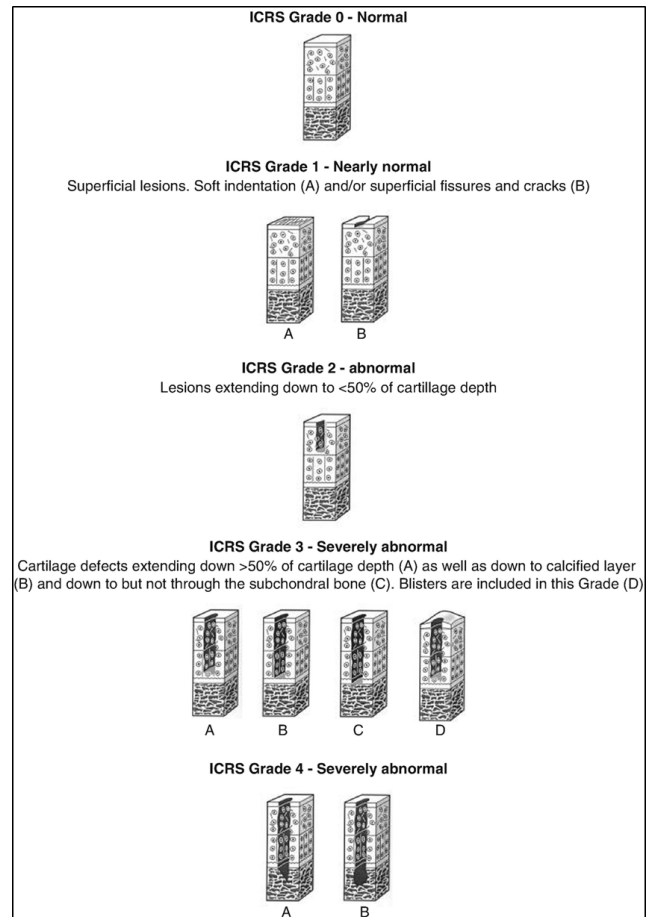 ICRS Grade 0 - Normal
ICRS Grade 1 - Nearly normal
Superficial lesions. Soft indentation (A) and/or superficial fissures and cracks (B)
A B
ICRS Grade 2 - abnormal
Lesions extending down to <50% of cartillage depth
ICRS Grade 3 - Severely abnormal
Cartilage defects extending down >50% of cartilage depth (A) as well as down to calcified layer
(B) and down to but not through the subchondral bone (C). Blisters are included in this Grade (D)
A B C D
ICRS Grade 4 - Severely abnormal
A B